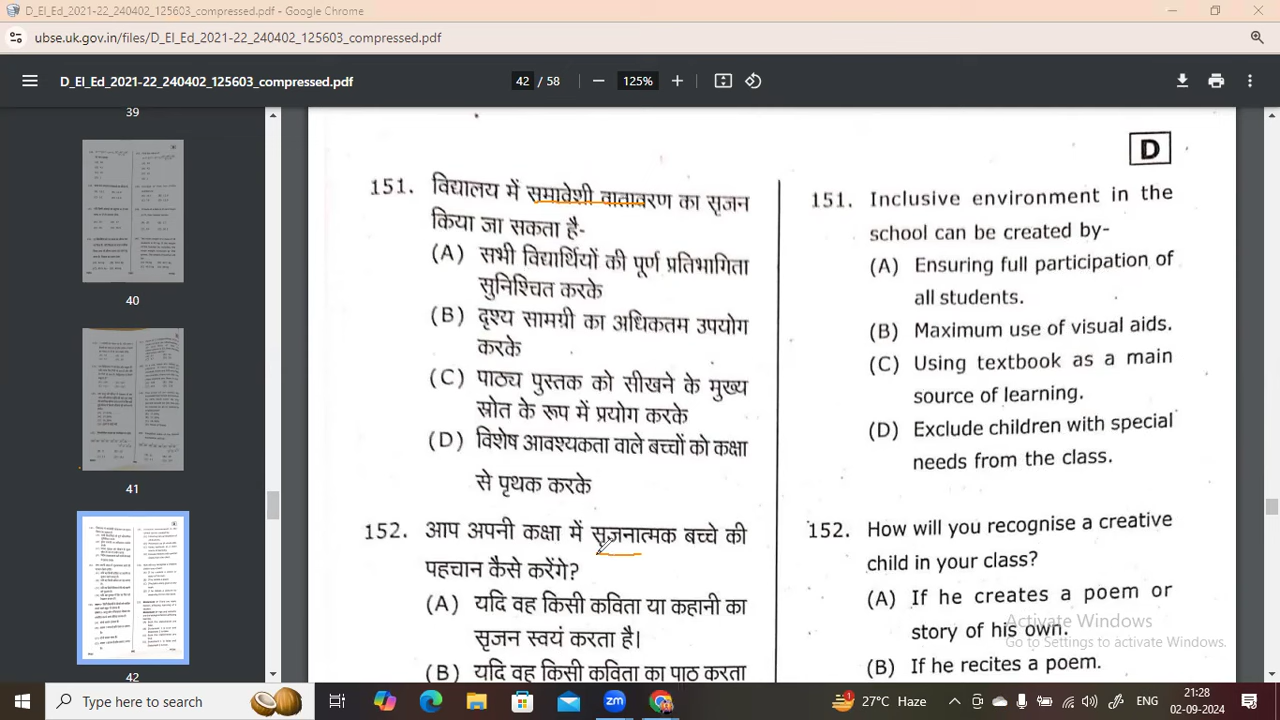 D_El_Ed_2021-22_240402_125603_compressed.pdf - Google Chrome
ubse.uk.gov.in/files/D_El_Ed_2021-22_240402_125603_compressed.pdf
D_El_Ed_2021-22_240402_125603_compressed.pdf
42 / 58
125%
39
40
41
42
D
151. विद्यालय में समावेशी वातावरण का सृजन
किया जा सकता है-
(A) सभी विद्यार्थियों की पूर्ण प्रतिभागिता
सुनिश्चित करके
(B) दृश्य सामग्री का अधिकतम उपयोग
करके
(C) पाठ्य पुस्तक को सीखने के मुख्य
स्रोत के रूप में प्रयोग करके
(D) विशेष आवश्यकता वाले बच्चों को कक्षा
से पृथक करके
152. आप अपनी कक्षा में सृजनात्मक बच्चे की
पहचान कैसे करेगे?
(A) यदि वह किसी कविता या कहानी का
सृजन स्वयं करता है।
(B) यदि वह किसी कविता का पाठ करता
151. Inclusive environment in the
school can be created by-
(A) Ensuring full participation of
all students.
(B) Maximum use of visual aids.
(C) Using textbook as a main
source of learning.
(D) Exclude children with special
needs from the class.
152. How will you recognise a creative
child in your class?
(A) If he creates a poem or
story of his own.
(B) If he recites a poem.
Activate Windows
Go to Settings to activate Windows.
Type here to search
zm
1
27°C Haze
ENG
21:28
02-09-2024